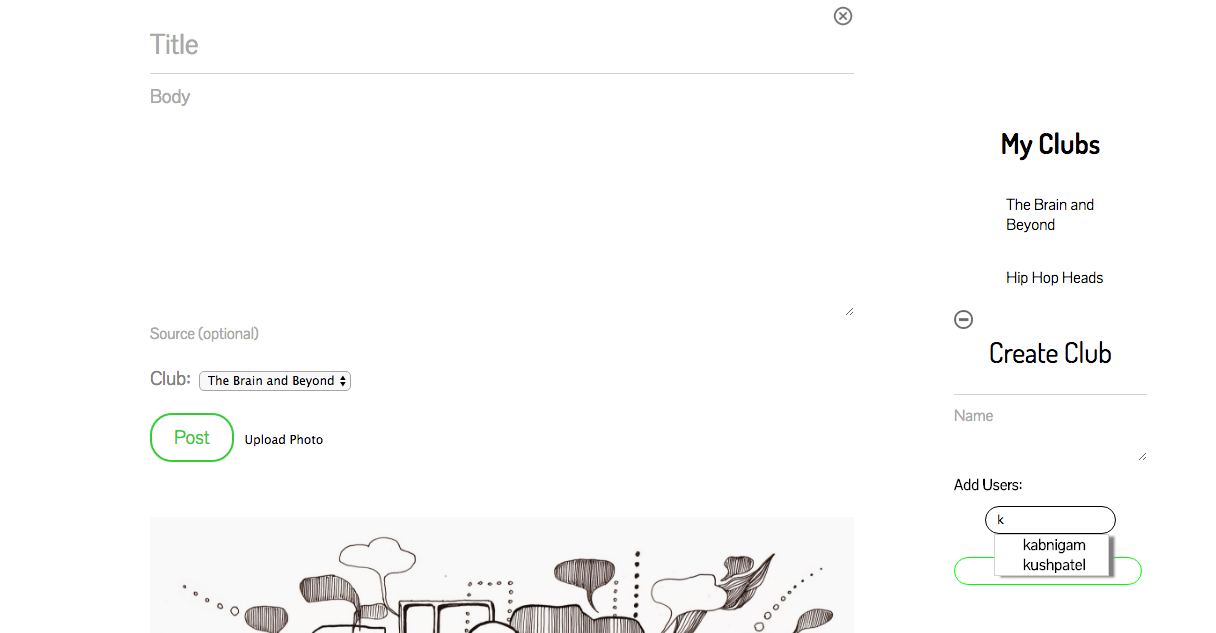 Title
Body
Source (optional)
Club: The Brain and Beyond
Post
Upload Photo
My Clubs
The Brain and
Beyond
Hip Hop Heads
Create Club
Name
Add Users:
k
kabnigam
kushpatel